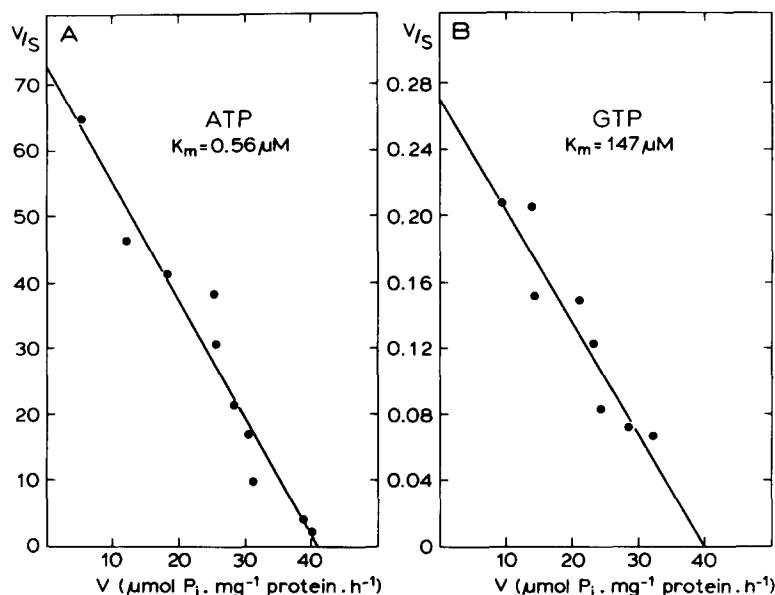 V/S
A
70
60
50
40
30
20
10
0
ATP
Km = 0.56 μM
10 20 30 40
V (μmol Pi . mg⁻¹ protein . h⁻¹)
V/S
B
0.28
0.24
0.20
0.16
0.12
0.08
0.04
0
GTP
Km = 147 μM
10 20 30 40
V (μmol Pi . mg⁻¹ protein . h⁻¹)